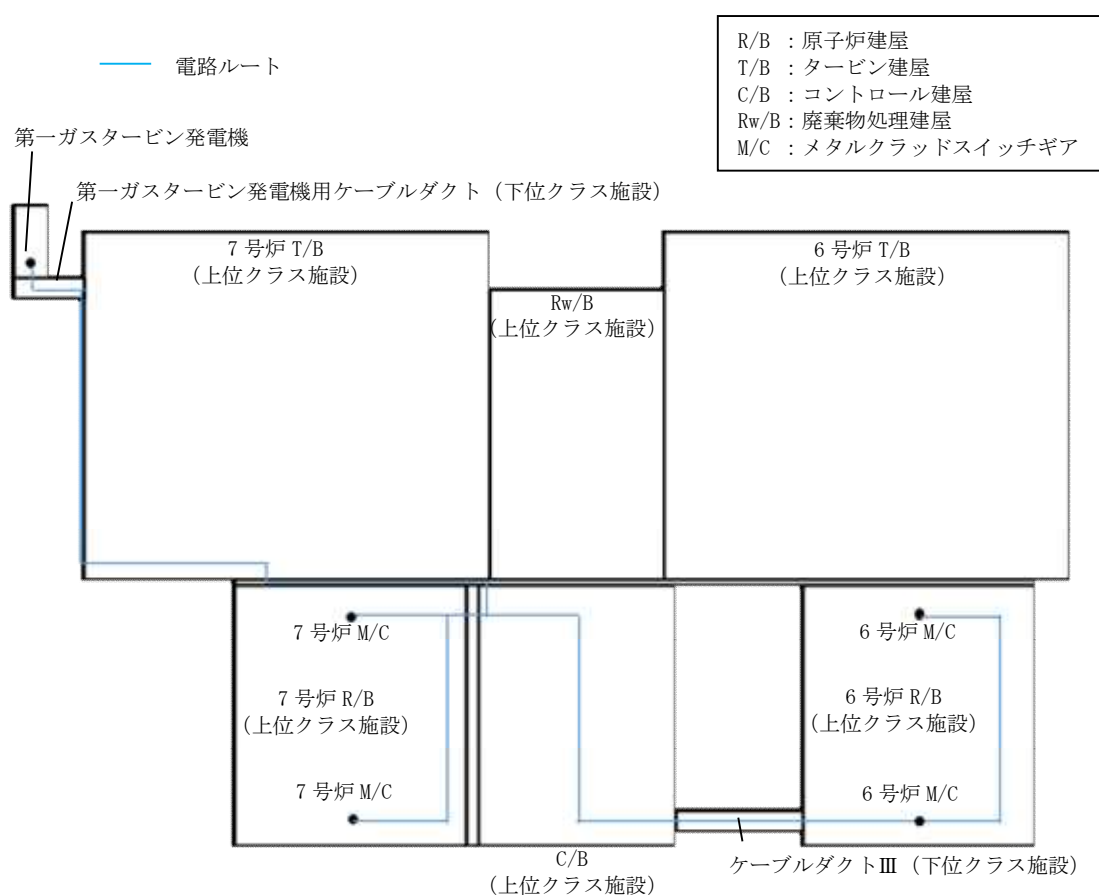 電路ルート
R/B ：原子炉建屋
T/B ：タービン建屋
C/B ：コントロール建屋
Rw/B：廃棄物処理建屋
M/C ：メタルクラッドスイッチギア
第一ガスタービン発電機
第一ガスタービン発電機用ケーブルダクト（下位クラス施設）
7 号炉 T/B
（上位クラス施設）
6 号炉 T/B
（上位クラス施設）
Rw/B
（上位クラス施設）
7 号炉 M/C
6 号炉 M/C
7 号炉 R/B
（上位クラス施設）
6 号炉 R/B
（上位クラス施設）
7 号炉 M/C
6 号炉 M/C
C/B
（上位クラス施設）
ケーブルダクトⅢ（下位クラス施設）